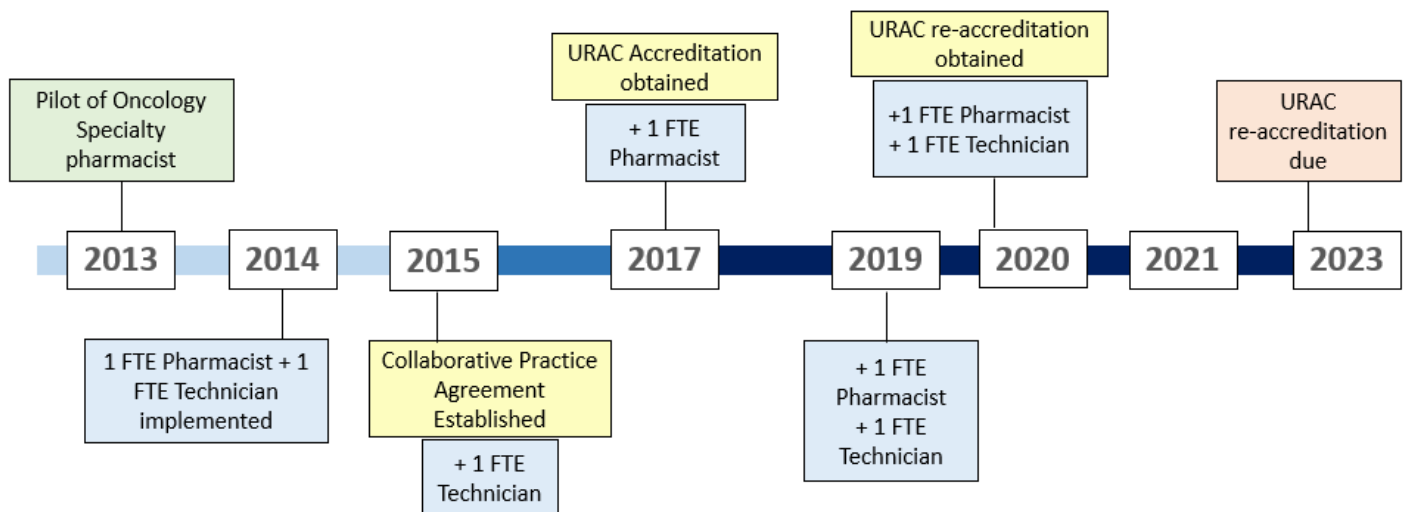 Pilot of Oncology
Specialty
pharmacist
URAC Accreditation
obtained
+ 1 FTE
Pharmacist
URAC re-accreditation
obtained
+1 FTE Pharmacist
+ 1 FTE Technician
URAC
re-accreditation
due
2013
2014
2015
2017
2019
2020
2021
2023
1 FTE Pharmacist + 1
FTE Technician
implemented
Collaborative Practice
Agreement
Established
+ 1 FTE
Technician
+ 1 FTE
Pharmacist
+ 1 FTE
Technician